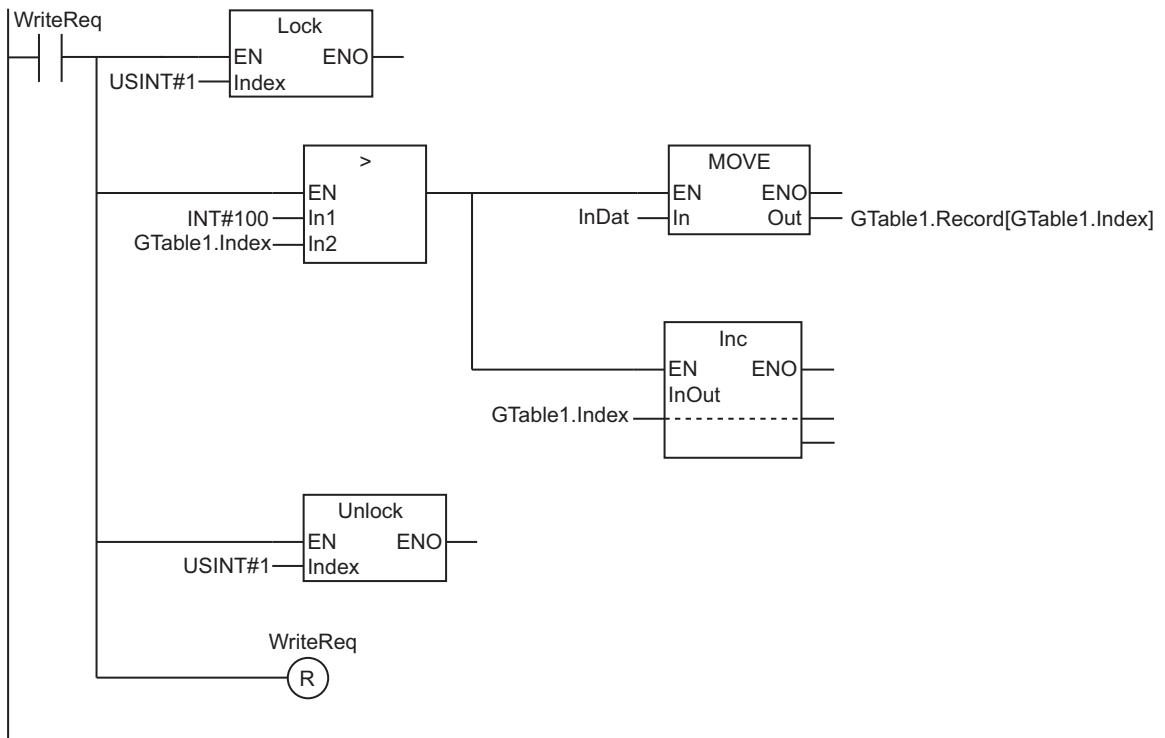 WriteReq
Lock
EN ENO
USINT#1 Index
>
EN
INT#100 In1
GTable1.Index In2
MOVE
EN ENO
InDat In Out GTable1.Record[GTable1.Index]
Inc
EN ENO
InOut
GTable1.Index
Unlock
EN ENO
USINT#1 Index
WriteReq
R